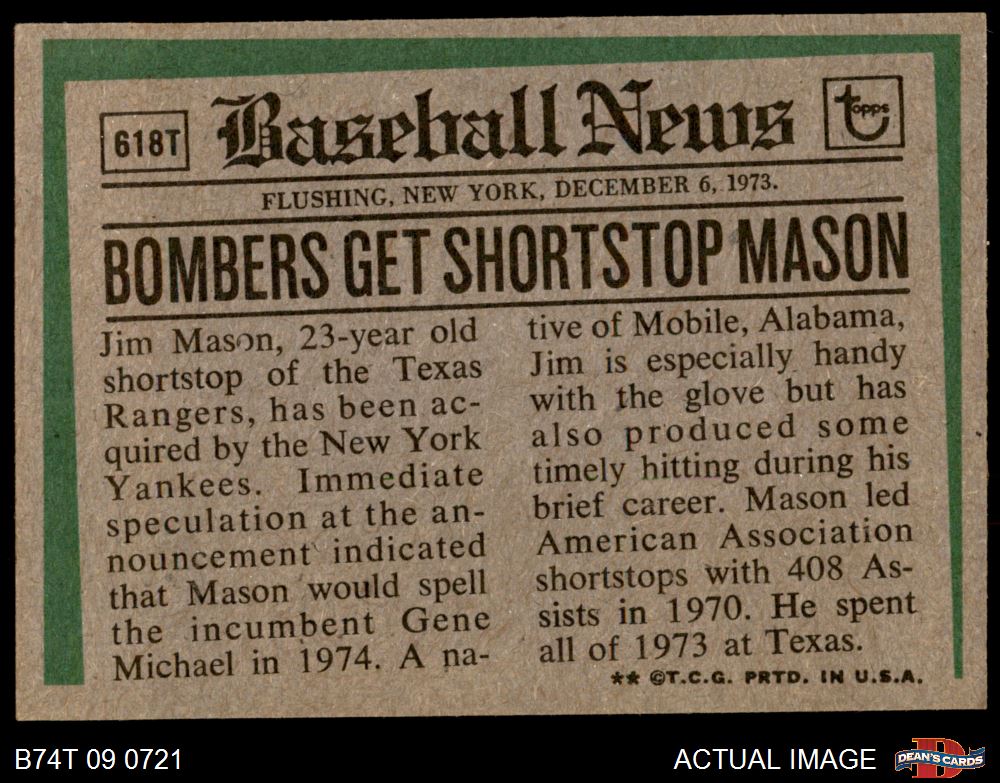 618T
Baseball News
topps
FLUSHING, NEW YORK, DECEMBER 6, 1973.
BOMBERS GET SHORTSTOP MASON
Jim Mason, 23-year old
shortstop of the Texas
Rangers, has been ac-
quired by the New York
Yankees. Immediate
speculation at the an-
nouncement indicated
that Mason would spell
the incumbent Gene
Michael in 1974. A na-
tive of Mobile, Alabama,
Jim is especially handy
with the glove but has
also produced some
timely hitting during his
brief career. Mason led
American Association
shortstops with 408 As-
sists in 1970. He spent
all of 1973 at Texas.
** ©T.C.G. PRTD. IN U.S.A.
B74T 09 0721
ACTUAL IMAGE
D
DEAN'S CARDS